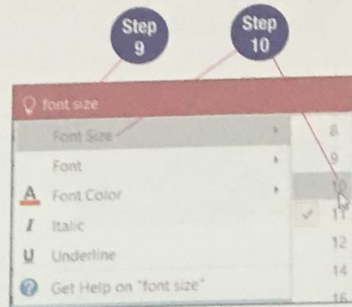 Step
9
Step
10
font size
Font Size
8
Font
9
10
A Font Color
11
I Italic
12
U Underline
14
Get Help on "font size"
16